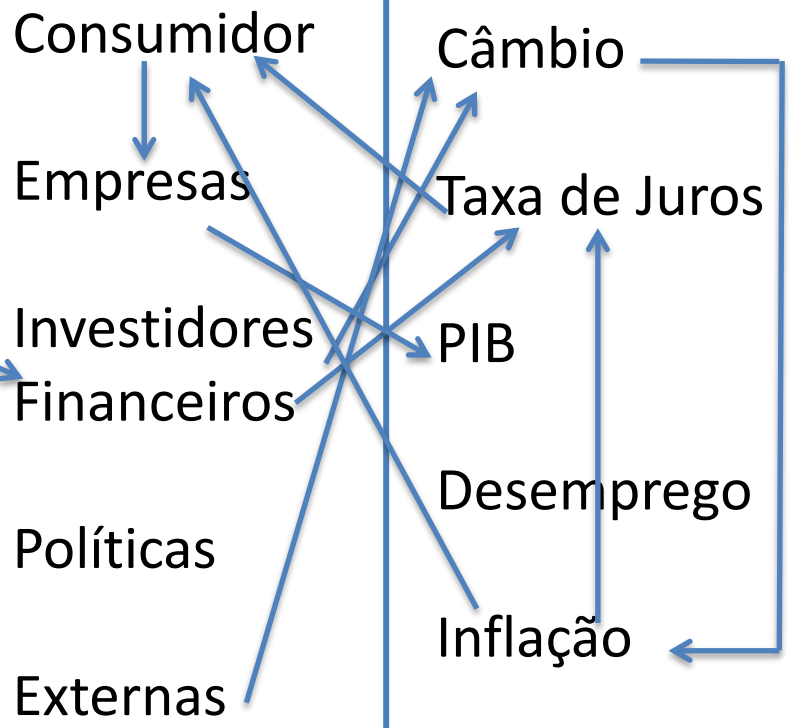 Consumidor
Empresas
Investidores
Financeiros
Políticas
Externas
Câmbio
Taxa de Juros
PIB
Desemprego
Inflação